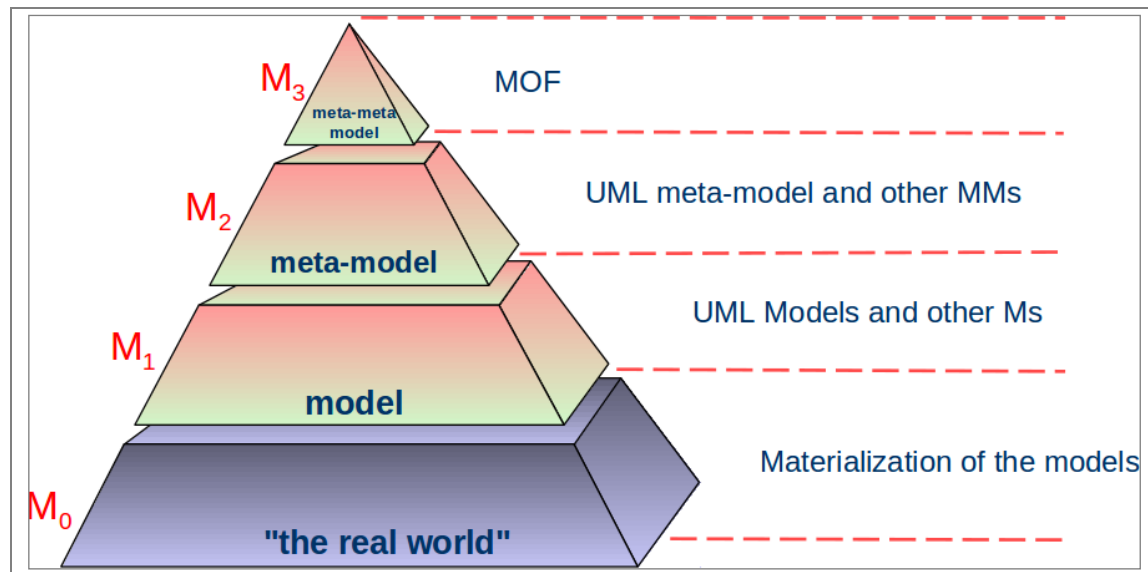 M3
meta-meta
model
MOF
M2
meta-model
UML meta-model and other MMs
M1
model
UML Models and other Ms
M0
"the real world"
Materialization of the models